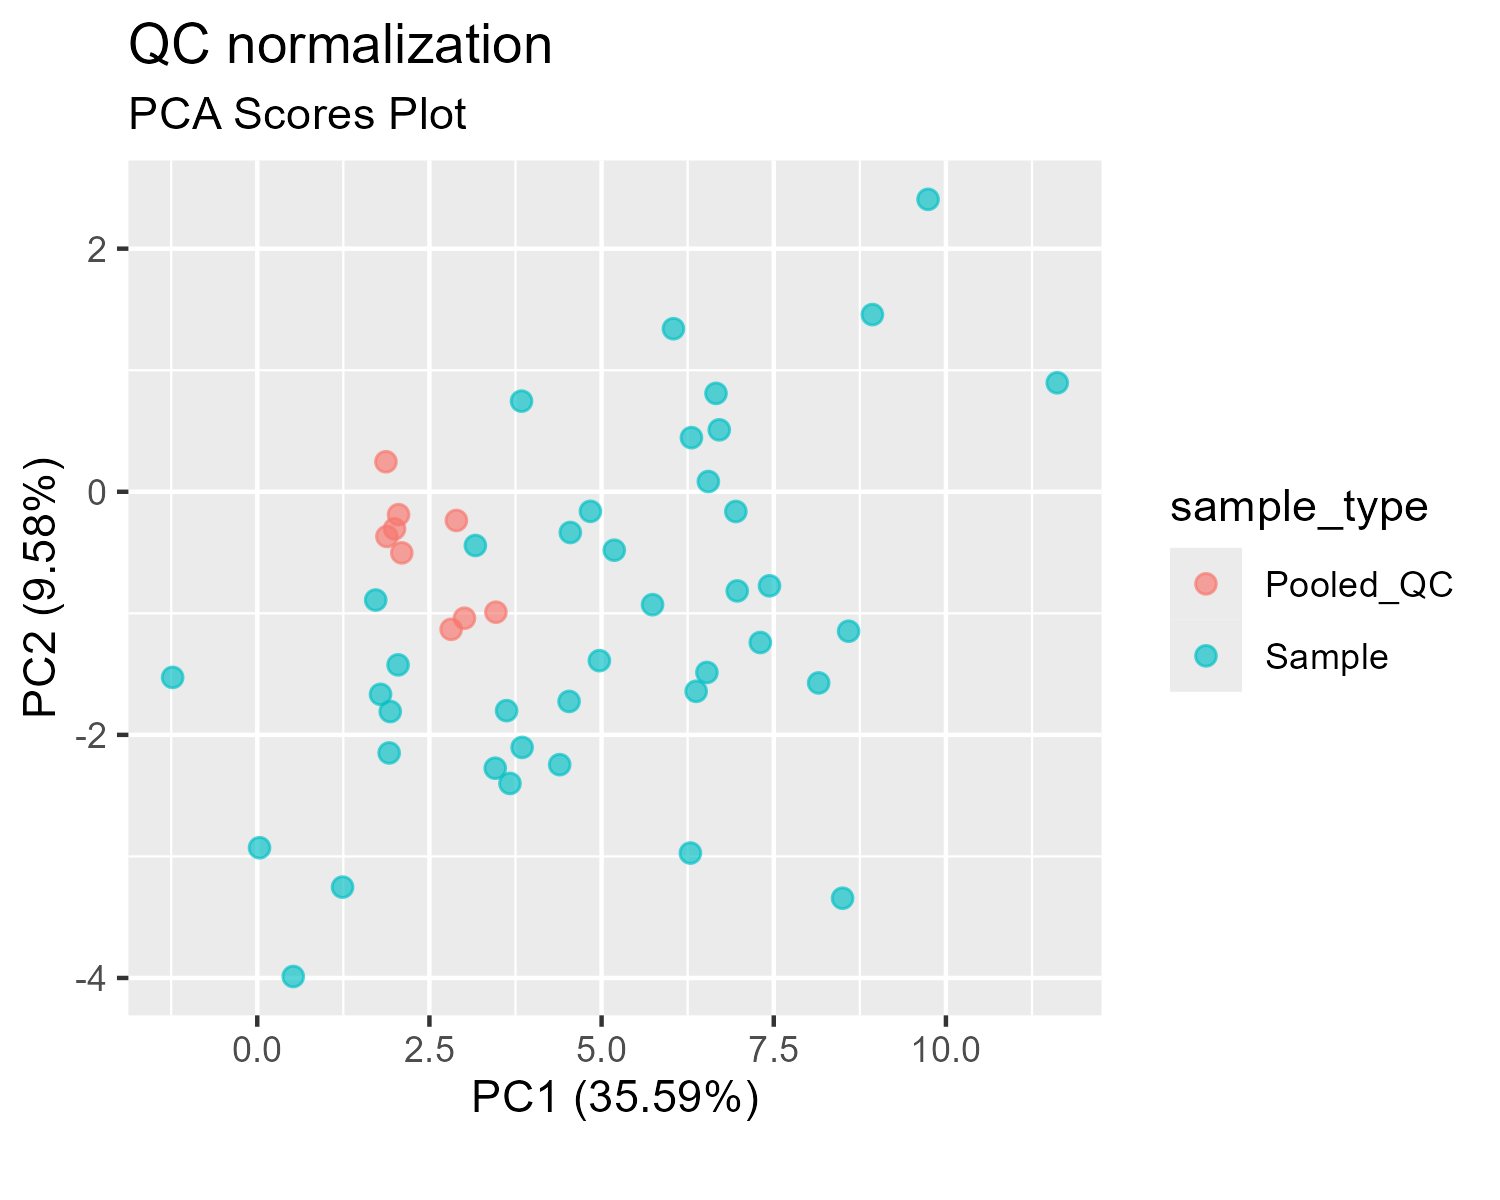 QC normalization
PCA Scores Plot
PC2 (9.58%)
2
0
-2
-4
0.0 2.5 5.0 7.5 10.0
PC1 (35.59%)
sample_type
Pooled_QC
Sample